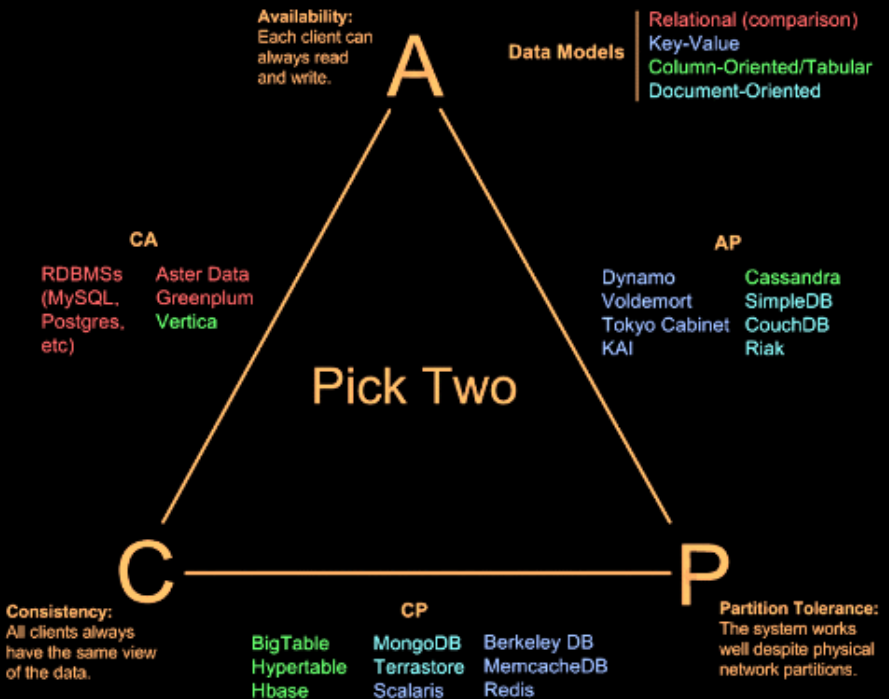 Availability:
Each client can
always read
and write.
A
Data Models
Relational (comparison)
Key-Value
Column-Oriented/Tabular
Document-Oriented
CA
RDBMSs
(MySQL,
Postgres,
etc)
Aster Data
Greenplum
Vertica
AP
Dynamo
Voldemort
Tokyo Cabinet
KAI
Cassandra
SimpleDB
CouchDB
Riak
Pick Two
C
Consistency:
All clients always
have the same view
of the data.
CP
BigTable
Hypertable
Hbase
MongoDB
Terrastore
Scalaris
Berkeley DB
MemcacheDB
Redis
P
Partition Tolerance:
The system works
well despite physical
network partitions.